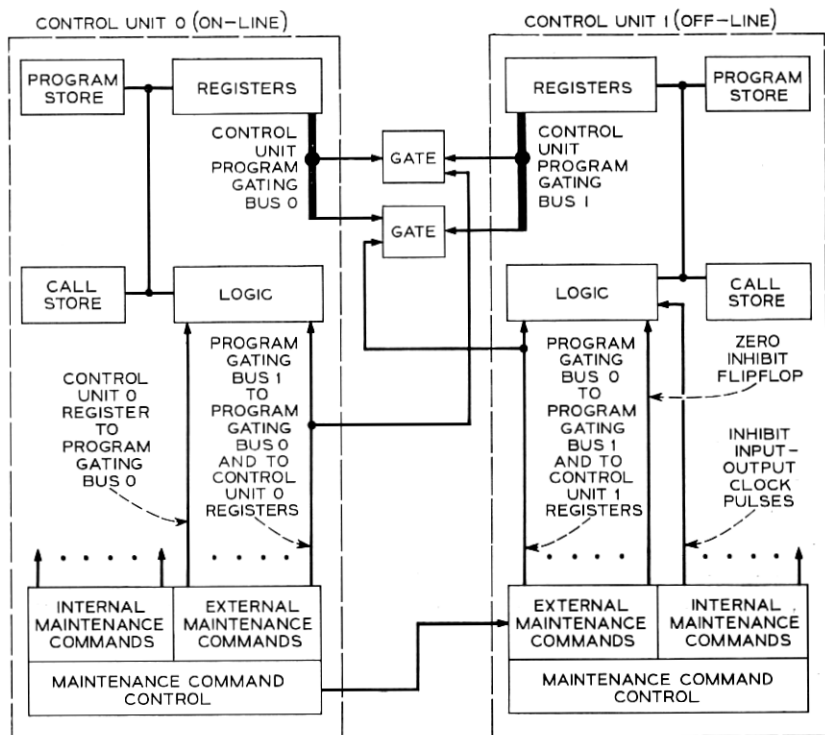 CONTROL UNIT 0 (ON-LINE)
CONTROL UNIT 1 (OFF-LINE)
PROGRAM
STORE
REGISTERS
CONTROL
UNIT
PROGRAM
GATING
BUS 0
GATE
GATE
REGISTERS
PROGRAM
STORE
CONTROL
UNIT
PROGRAM
GATING
BUS 1
CALL
STORE
LOGIC
LOGIC
CALL
STORE
CONTROL
UNIT 0
REGISTER
TO
PROGRAM
GATING
BUS 0
PROGRAM
GATING
BUS 1
TO
PROGRAM
GATING
BUS 0
AND TO
CONTROL
UNIT 0
REGISTERS
PROGRAM
GATING
BUS 0
TO
PROGRAM
GATING
BUS 1
AND TO
CONTROL
UNIT 1
REGISTERS
ZERO
INHIBIT
FLIPFLOP
INHIBIT
INPUT-
OUTPUT
CLOCK
PULSES
INTERNAL
MAINTENANCE
COMMANDS
EXTERNAL
MAINTENANCE
COMMANDS
MAINTENANCE COMMAND
CONTROL
EXTERNAL
MAINTENANCE
COMMANDS
INTERNAL
MAINTENANCE
COMMANDS
MAINTENANCE COMMAND
CONTROL